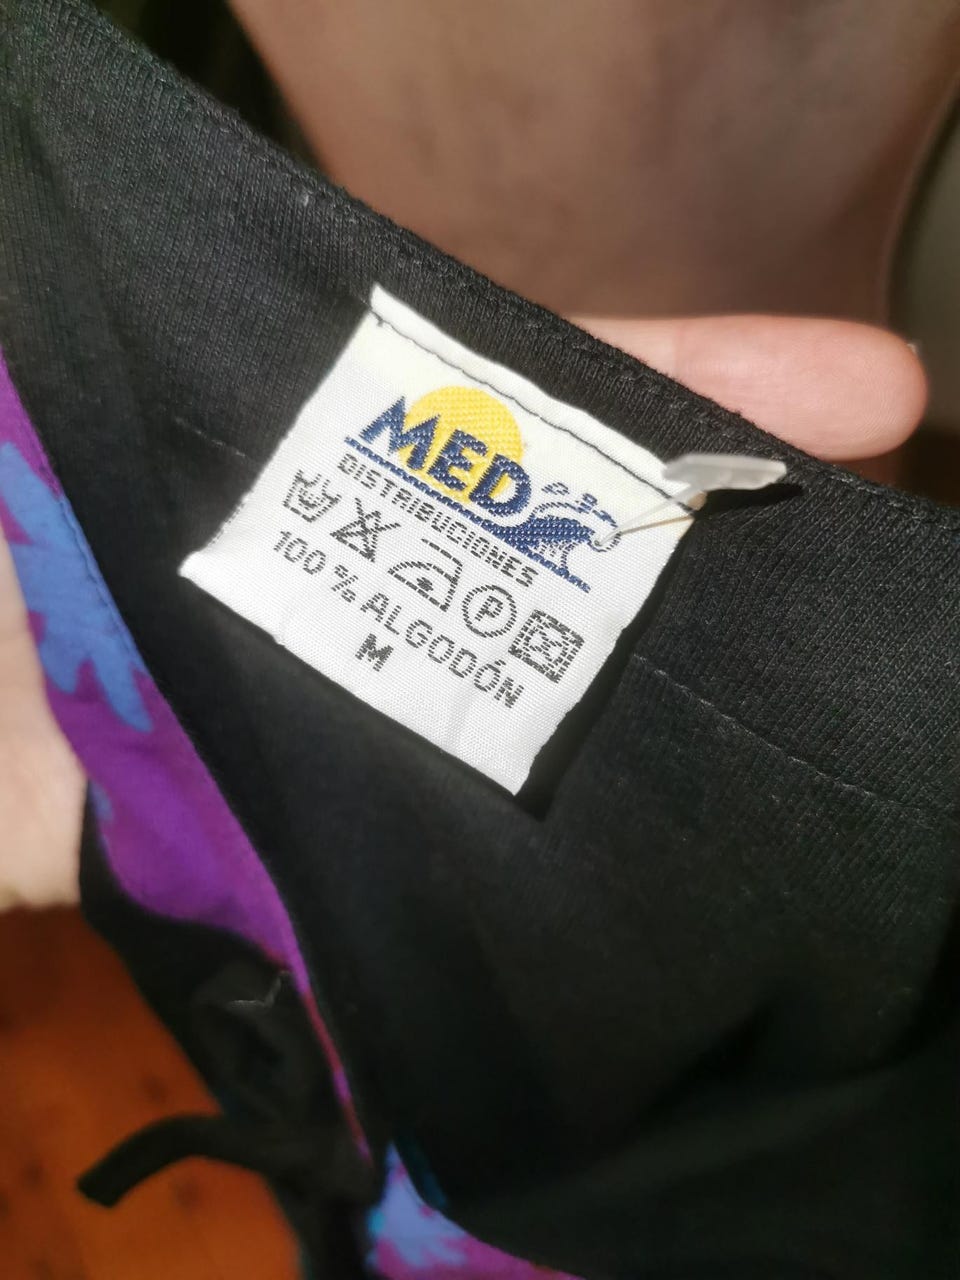 MED
DISTRIBUCIONES
P
100 % ALGODÓN
M